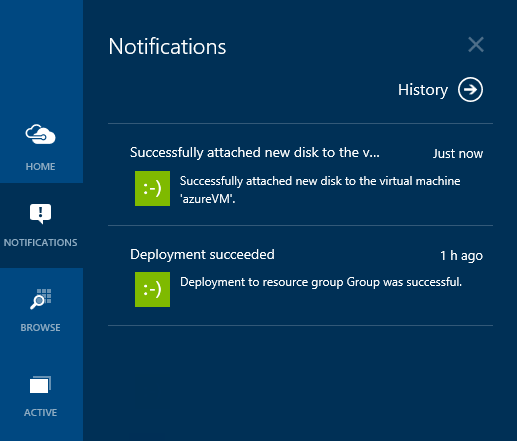 Notifications
History
HOME
Successfully attached new disk to the v...
Just now
:-)
Successfully attached new disk to the virtual machine
'azureVM'.
NOTIFICATIONS
Deployment succeeded
1 h ago
:-)
Deployment to resource group Group was successful.
BROWSE
ACTIVE